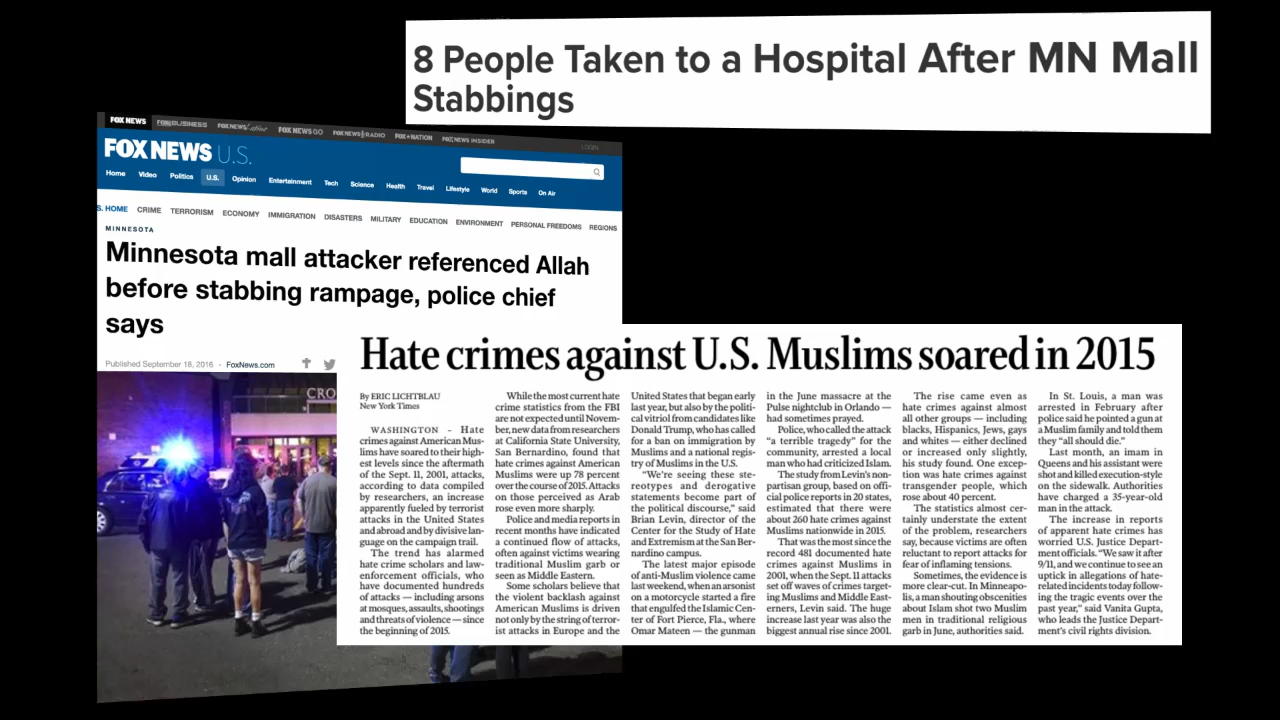 8 People Taken to a Hospital After MN Mall
Stabbings
FOX NEWS FOX BUSINESS FOX NEWS Latino FOX NEWS GO FOX NEWS RADIO FOX NATION FOX NEWS INSIDER
LOGIN
FOX NEWS U.S.
Home Video Politics U.S. Opinion Entertainment Tech Science Health Travel Lifestyle World Sports On Air
S. HOME CRIME TERRORISM ECONOMY IMMIGRATION DISASTERS MILITARY EDUCATION ENVIRONMENT PERSONAL FREEDOMS REGIONS
MINNESOTA
Minnesota mall attacker referenced Allah
before stabbing rampage, police chief
says
Published September 18, 2016 · FoxNews.com
CRO
Hate crimes against U.S. Muslims soared in 2015
By ERIC LICHTBLAU
New York Times
WASHINGTON – Hate
crimes against American Mus-
lims have soared to their high-
est levels since the aftermath
of the Sept. 11, 2001, attacks,
according to data compiled
by researchers, an increase
apparently fueled by terrorist
attacks in the United States
and abroad and by divisive lan-
guage on the campaign trail.
The trend has alarmed
hate crime scholars and law-
enforcement officials, who
have documented hundreds
of attacks — including arsons
at mosques, assaults, shootings
and threats of violence — since
the beginning of 2015.
While the most current hate
crime statistics from the FBI
are not expected until Novem-
ber, new data from researchers
at California State University,
San Bernardino, found that
hate crimes against American
Muslims were up 78 percent
over the course of 2015. Attacks
on those perceived as Arab
rose even more sharply.
Police and media reports in
recent months have indicated
a continued flow of attacks,
often against victims wearing
traditional Muslim garb or
seen as Middle Eastern.
Some scholars believe that
the violent backlash against
American Muslims is driven
not only by the string of terror-
ist attacks in Europe and the
United States that began early
last year, but also by the politi-
cal vitriol from candidates like
Donald Trump, who has called
for a ban on immigration by
Muslims and a national regis-
try of Muslims in the U.S.
“We’re seeing these ste-
reotypes and derogative
statements become part of
the political discourse,” said
Brian Levin, director of the
Center for the Study of Hate
and Extremism at the San Ber-
nardino campus.
The latest major episode
of anti-Muslim violence came
last weekend, when an arsonist
on a motorcycle started a fire
that engulfed the Islamic Cen-
ter of Fort Pierce, Fla., where
Omar Mateen — the gunman
in the June massacre at the
Pulse nightclub in Orlando —
had sometimes prayed.
Police, who called the attack
“a terrible tragedy” for the
community, arrested a local
man who had criticized Islam.
The study from Levin’s non-
partisan group, based on offi-
cial police reports in 20 states,
estimated that there were
about 260 hate crimes against
Muslims nationwide in 2015.
That was the most since the
record 481 documented hate
crimes against Muslims in
2001, when the Sept. 11 attacks
set off waves of crimes target-
ing Muslims and Middle East-
erners, Levin said. The huge
increase last year was also the
biggest annual rise since 2001.
The rise came even as
hate crimes against almost
all other groups — including
blacks, Hispanics, Jews, gays
and whites — either declined
or increased only slightly,
his study found. One excep-
tion was hate crimes against
transgender people, which
rose about 40 percent.
The statistics almost cer-
tainly understate the extent
of the problem, researchers
say, because victims are often
reluctant to report attacks for
fear of inflaming tensions.
Sometimes, the evidence is
more clear-cut. In Minneapo-
lis, a man shouting obscenities
about Islam shot two Muslim
men in traditional religious
garb in June, authorities said.
In St. Louis, a man was
arrested in February after
police said he pointed a gun at
a Muslim family and told them
they “all should die.”
Last month, an imam in
Queens and his assistant were
shot and killed execution-style
on the sidewalk. Authorities
have charged a 35-year-old
man in the attack.
The increase in reports
of apparent hate crimes has
worried U.S. Justice Depart-
ment officials. “We saw it after
9/11, and we continue to see an
uptick in allegations of hate-
related incidents today follow-
ing the tragic events over the
past year,” said Vanita Gupta,
who leads the Justice Depart-
ment’s civil rights division.